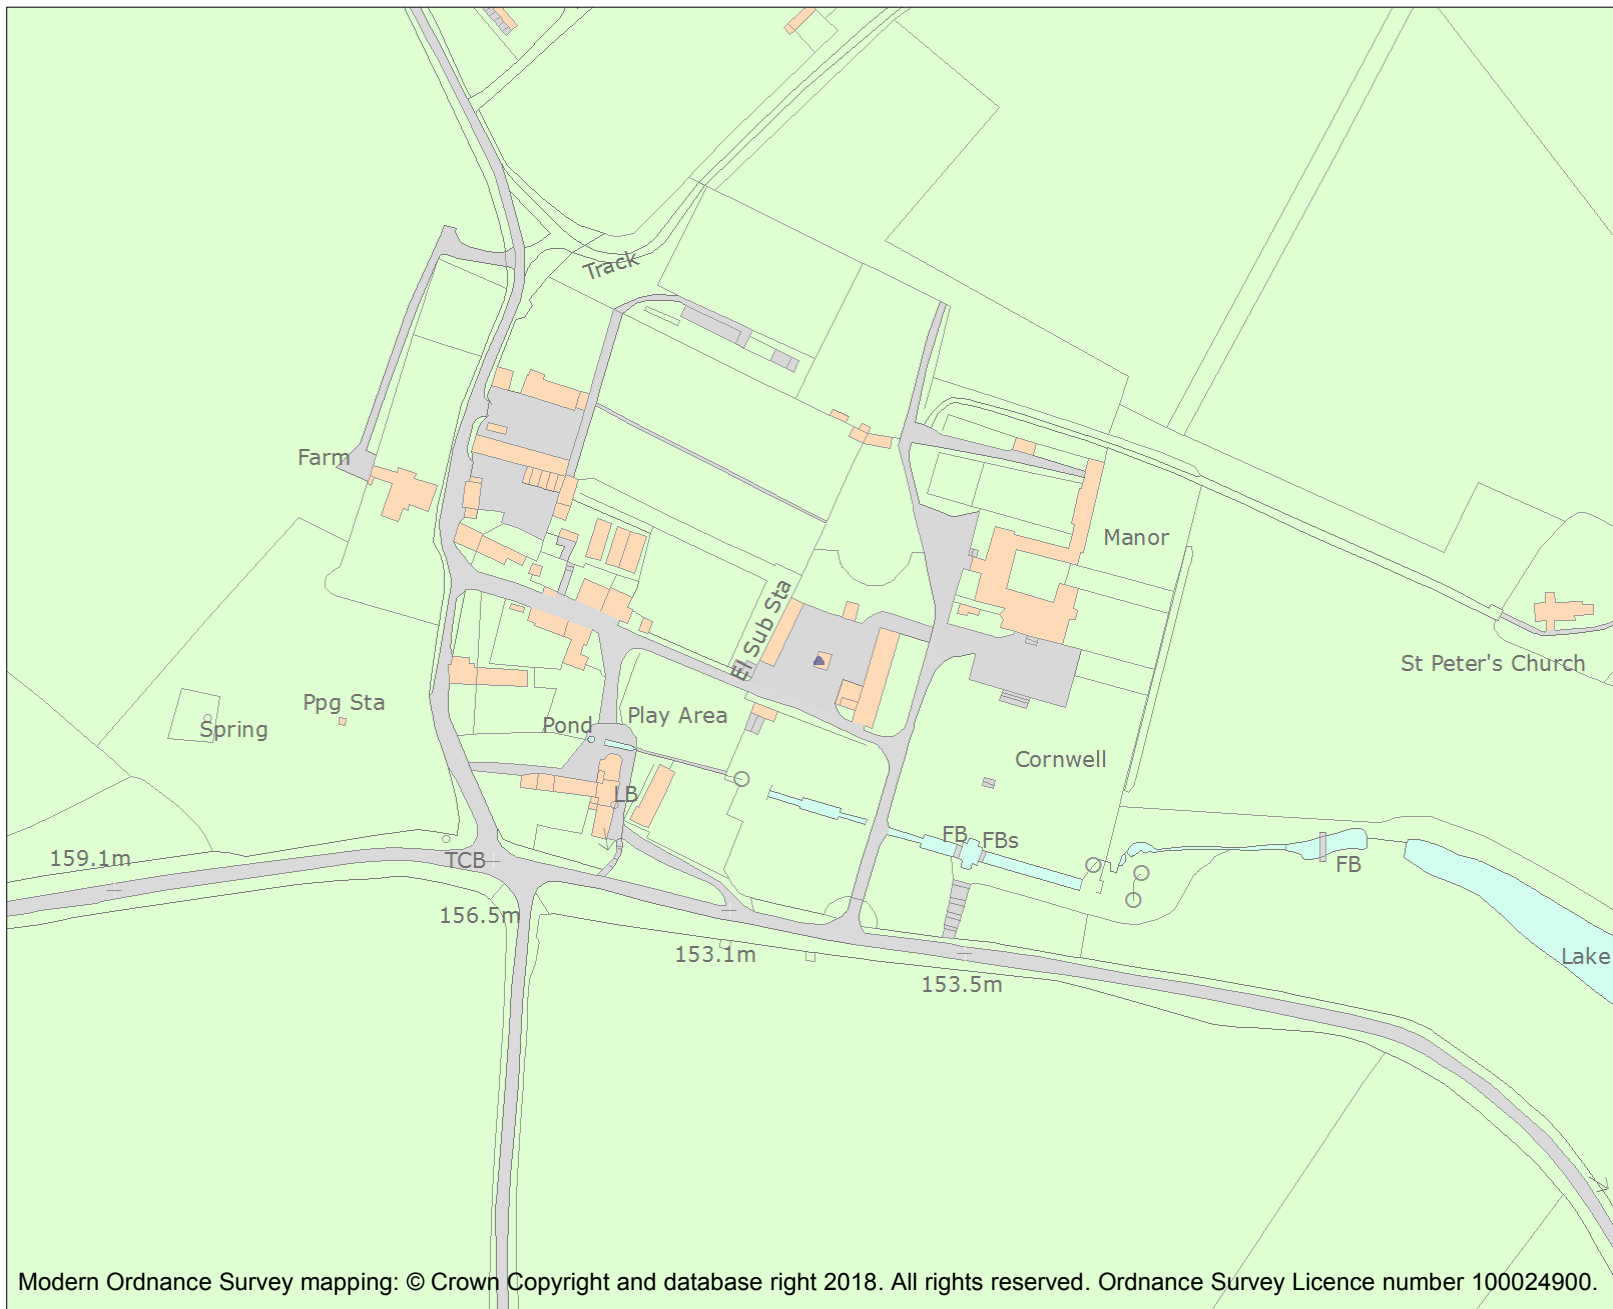 Track
Farm
Manor
El Sub Sta
St Peter's Church
Ppg Sta
Spring
Pond
Play Area
Cornwell
LB
FB
FBs
159.1m
TCB
FB
156.5m
153.1m
Lake
153.5m
Modern Ordnance Survey mapping: © Crown Copyright and database right 2018. All rights reserved. Ordnance Survey Licence number 100024900.